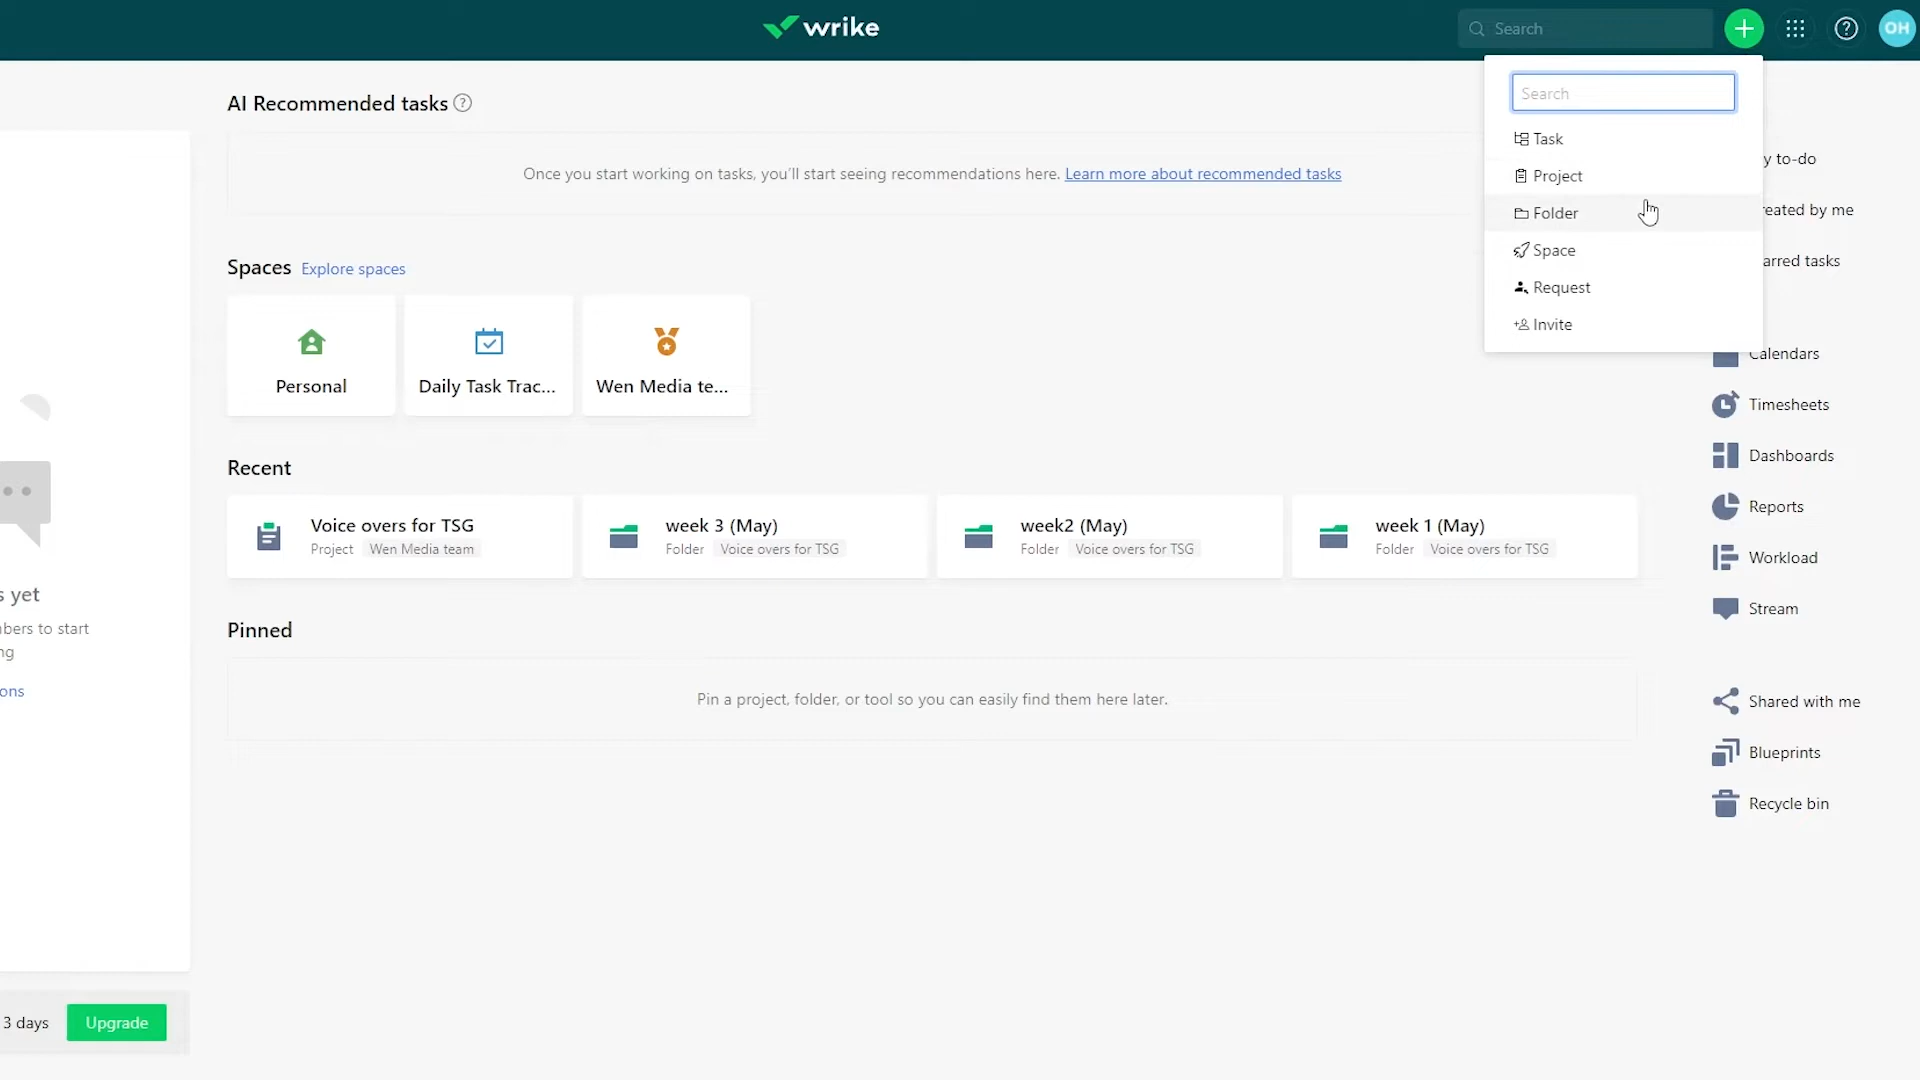 wrike
Search
OH
AI Recommended tasks ?
Once you start working on tasks, you'll start seeing recommendations here. Learn more about recommended tasks
Search
Task
Project
Folder
Space
Request
Invite
y to-do
reated by me
arred tasks
Spaces Explore spaces
Personal
Daily Task Trac...
Wen Media te...
Recent
Voice overs for TSG
Project Wen Media team
week 3 (May)
Folder Voice overs for TSG
week2 (May)
Folder Voice overs for TSG
week 1 (May)
Folder Voice overs for TSG
Pinned
Pin a project, folder, or tool so you can easily find them here later.
Calendars
Timesheets
Dashboards
Reports
Workload
Stream
Shared with me
Blueprints
Recycle bin
s yet
bers to start
ng
ons
3 days
Upgrade